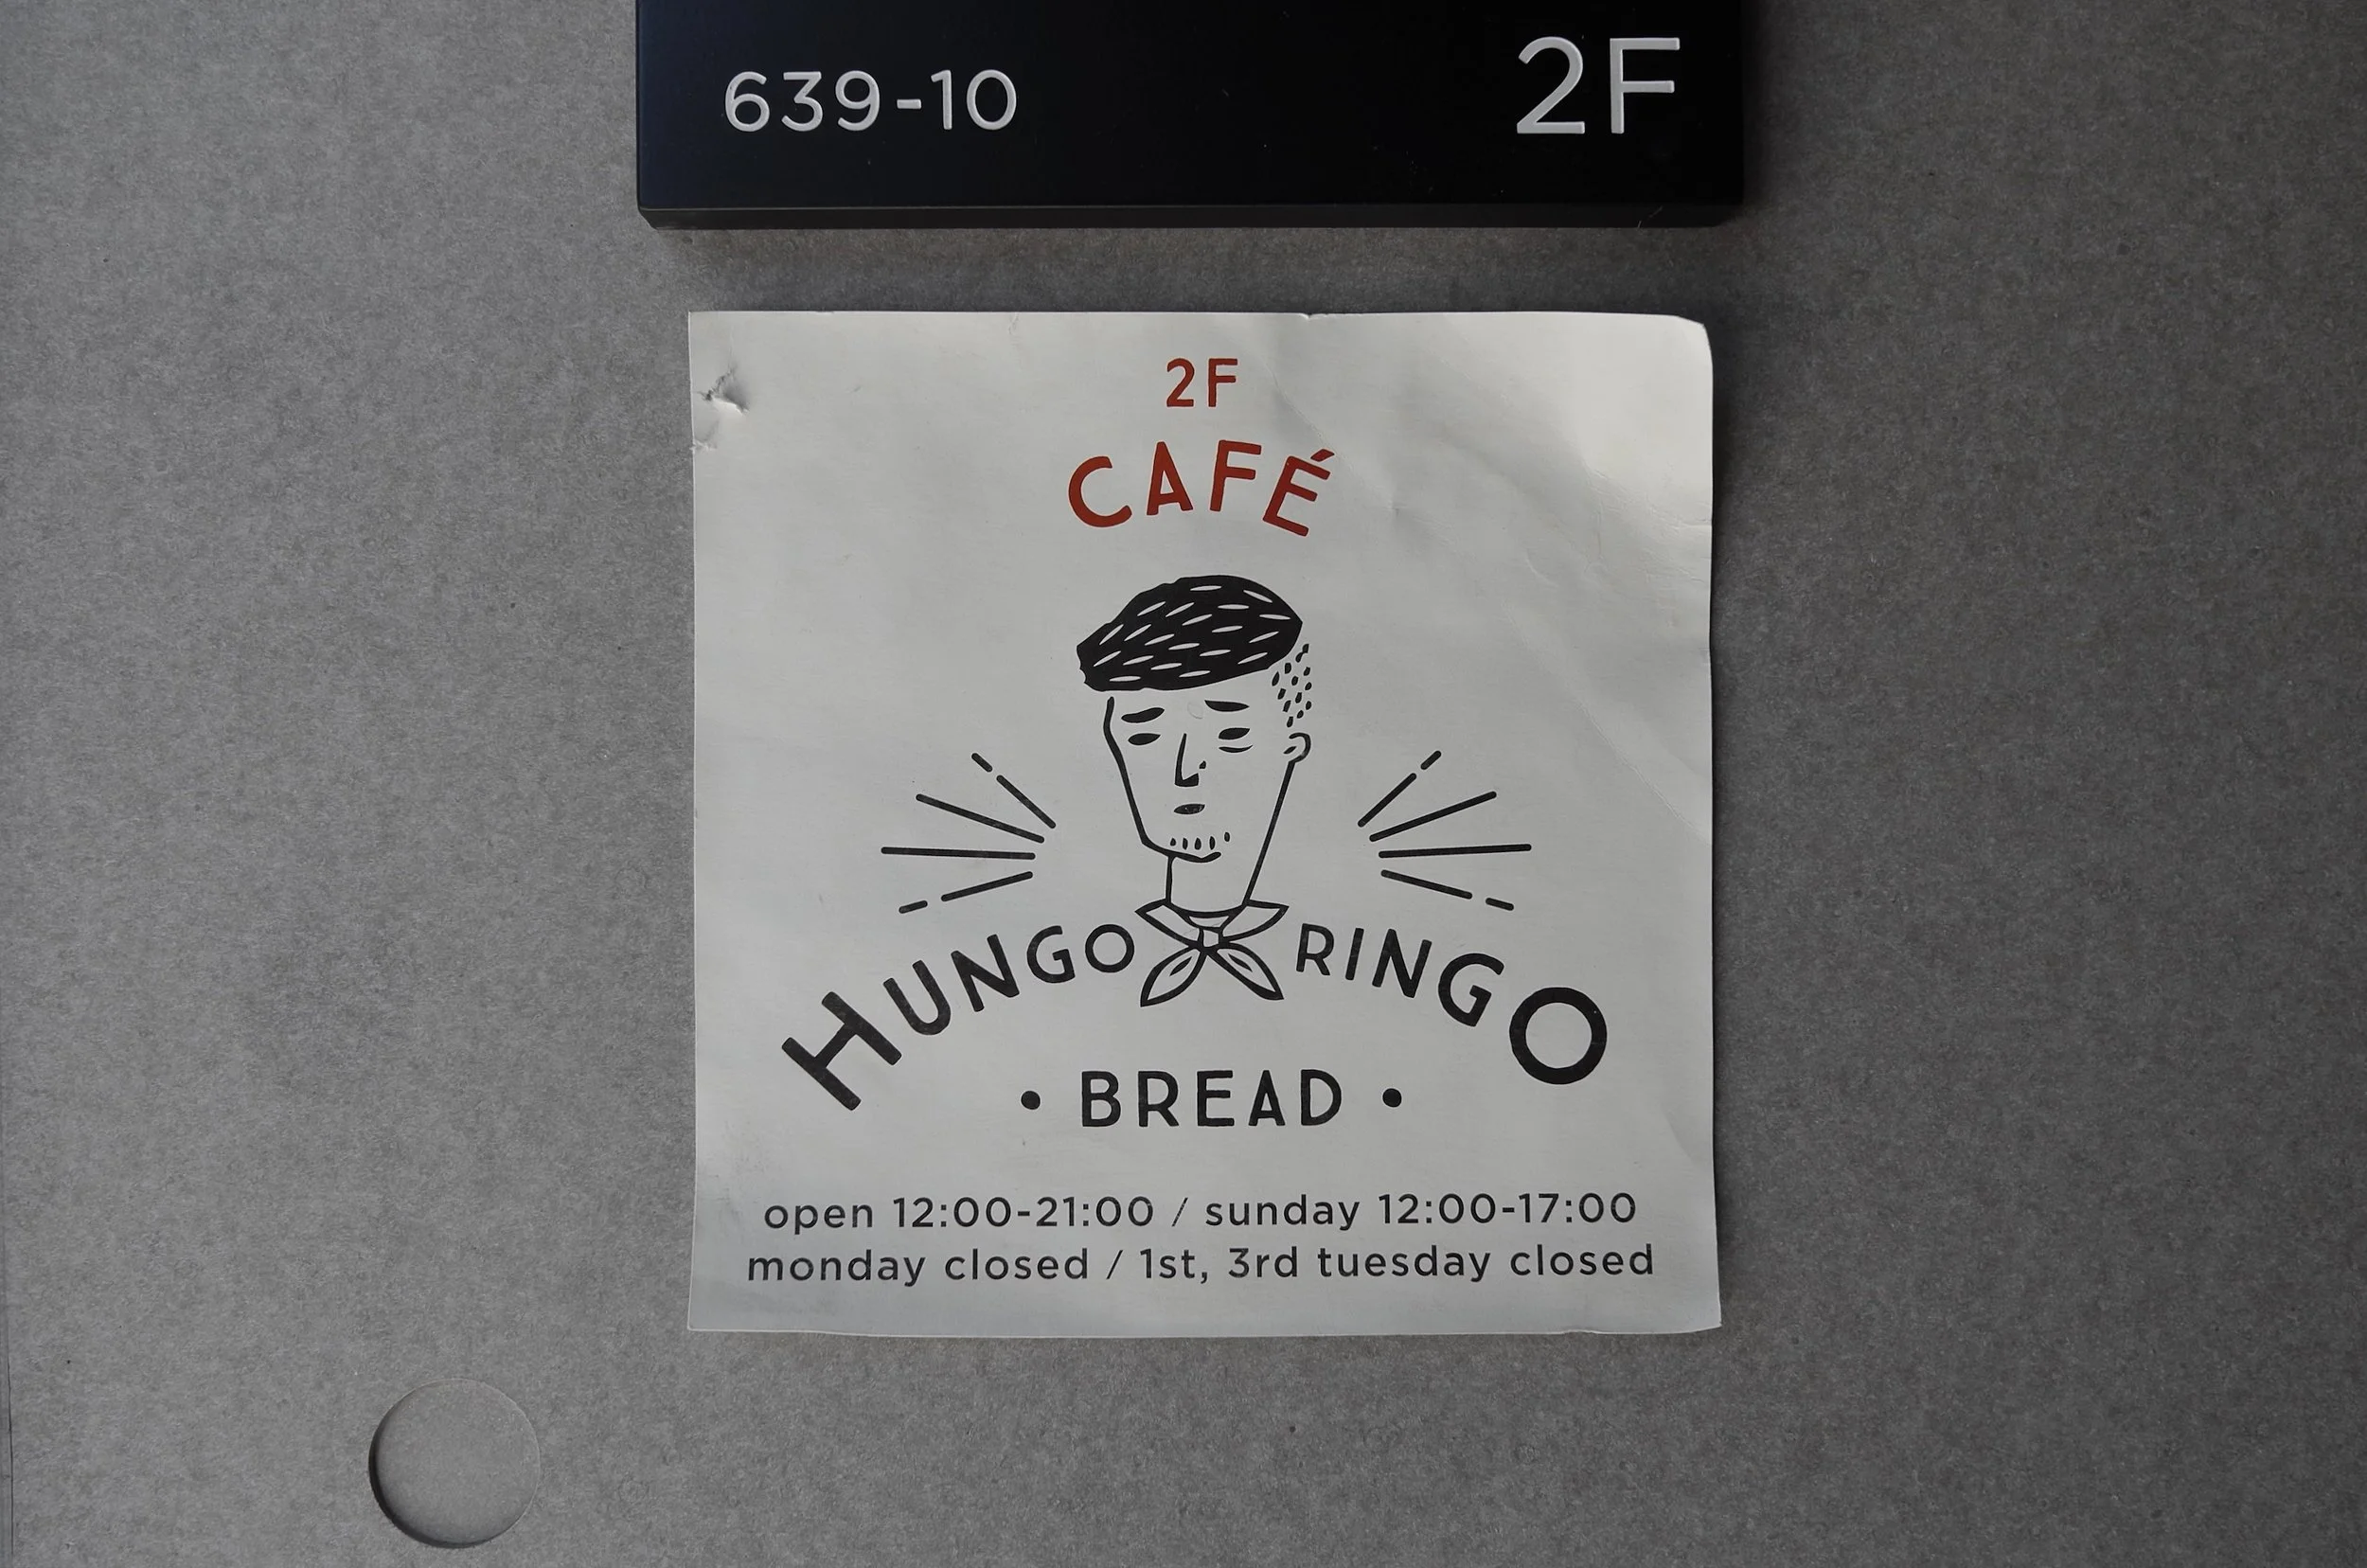 639-10 2F
2F
CAFÉ
HUNGO RINGO
• BREAD •
open 12:00-21:00 / sunday 12:00-17:00
monday closed / 1st, 3rd tuesday closed